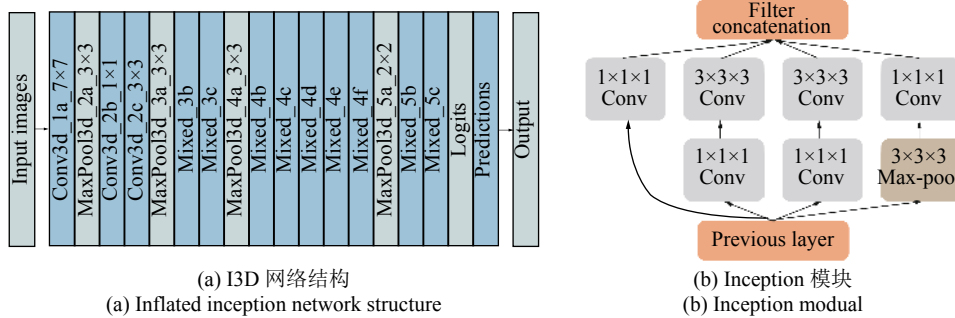 Input images
Conv3d_1a_7×7
MaxPool3d_2a_3×3
Conv3d_2b_1×1
Conv3d_2c_3×3
MaxPool3d_3a_3×3
Mixed_3b
Mixed_3c
MaxPool3d_4a_3×3
Mixed_4b
Mixed_4c
Mixed_4d
Mixed_4e
Mixed_4f
MaxPool3d_5a_2×2
Mixed_5b
Mixed_5c
Logits
Predictions
Output
(a) I3D 网络结构
(a) Inflated inception network structure
Filter
concatenation
1×1×1
Conv
3×3×3
Conv
3×3×3
Conv
1×1×1
Conv
1×1×1
Conv
1×1×1
Conv
3×3×3
Max-pool
Previous layer
(b) Inception 模块
(b) Inception modual